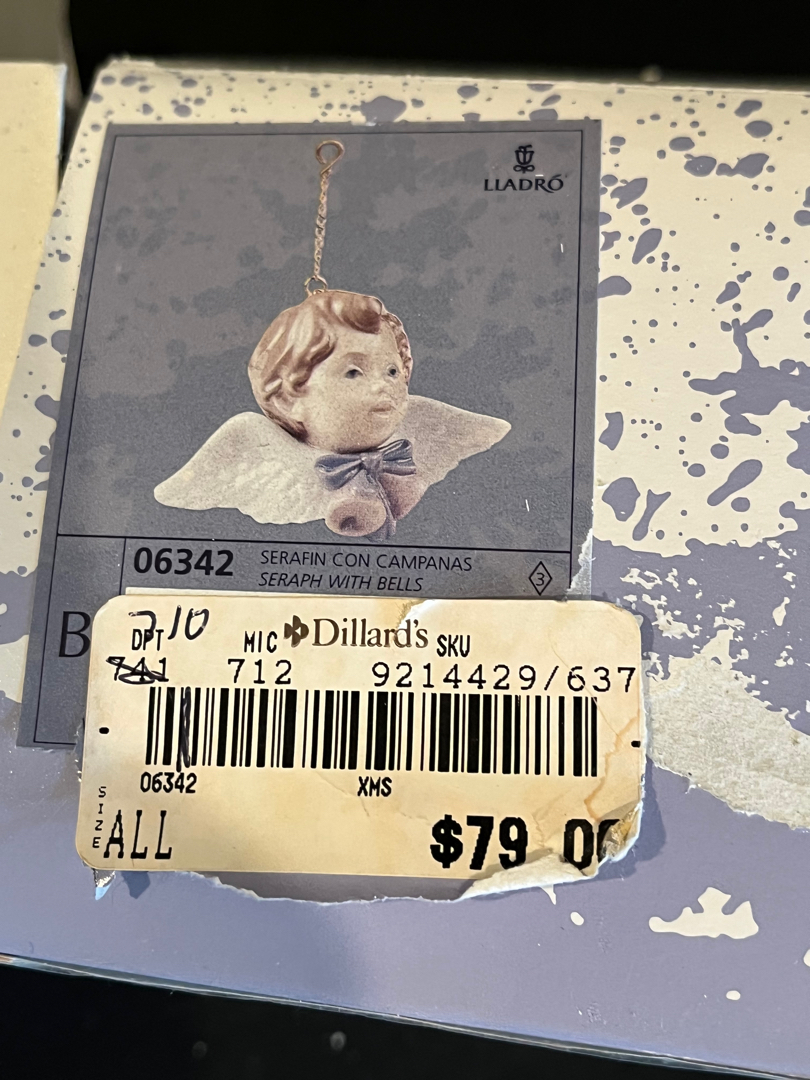 LLADRÓ
06342 SERAFIN CON CAMPANAS
SERAPH WITH BELLS
3
B
DPT 710 MIC Dillard's SKU
741 712 9214429/637
06342 XMS
SIZE ALL $79 00